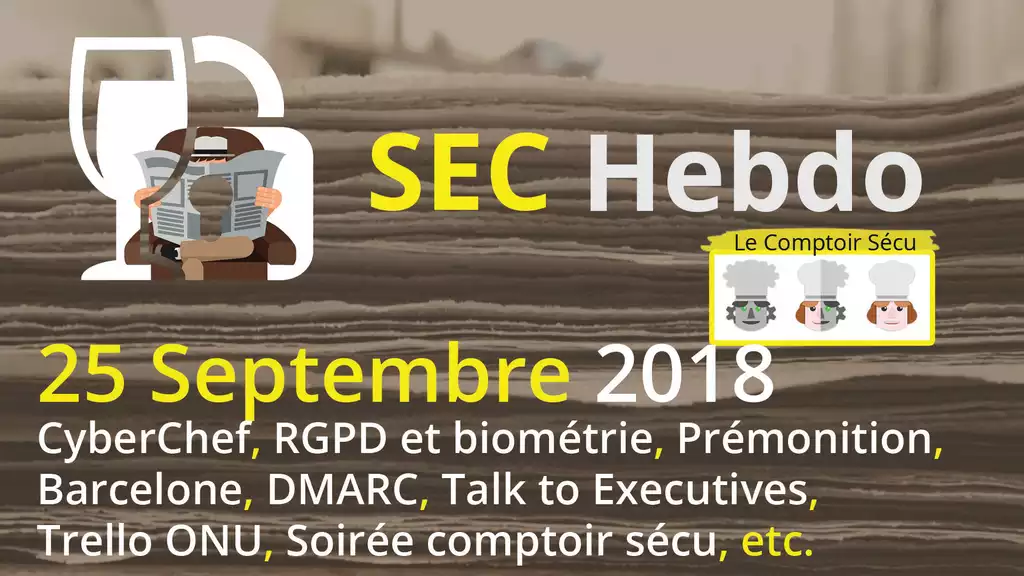 SEC Hebdo
Le Comptoir Sécu
25 Septembre 2018
CyberChef, RGPD et biométrie, Prémonition,
Barcelone, DMARC, Talk to Executives,
Trello ONU, Soirée comptoir sécu, etc.